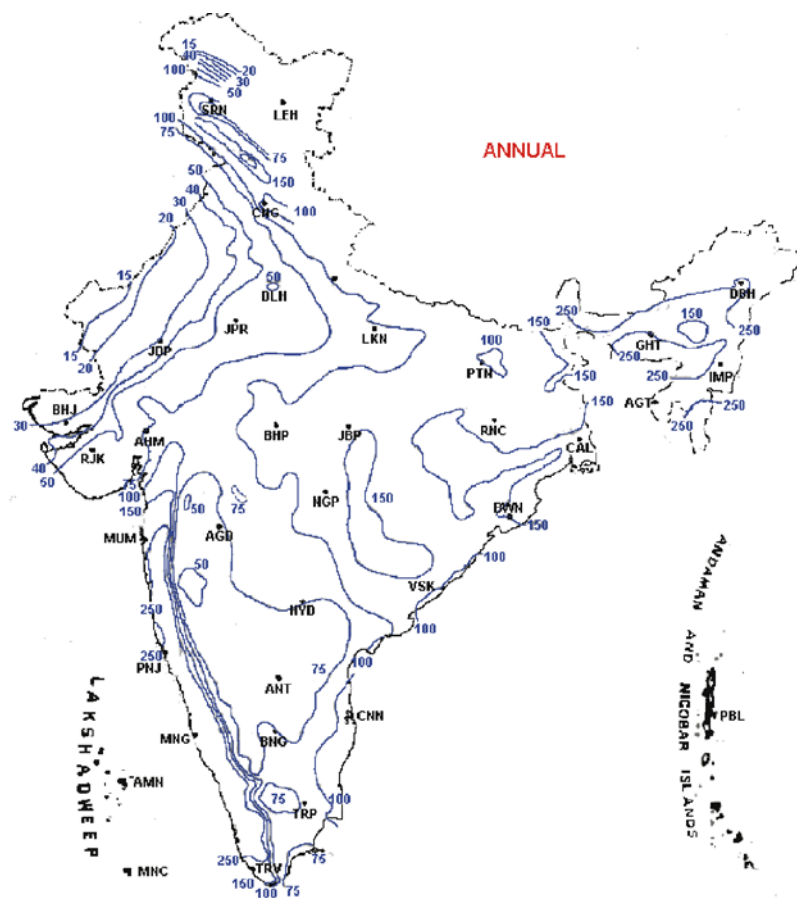 15
40
100
20
30
50
SRN
LEH
100
75
ANNUAL
75
50
150
40
30
CHG
100
20
15
50
DLH
DBH
250
150
250
JPR
150
LKN
100
GHT
JDP
250
15
PTN
150
250
IMP
20
BHJ
150
AGT
250
30
RNC
250
AHM
BHP
JBP
CAL
RJK
40
75
50
100
150
50
75
NGP
150
BWN
150
MUM
AGD
100
50
VSK
250
HYD
100
100
250
PNJ
75
ANT
CNN
PBL
MNG
BNG
AMN
75
100
TRP
250
75
MNC
TRV
150
100
75
LAKSHADWEEP
ANDAMAN AND NICOBAR ISLANDS